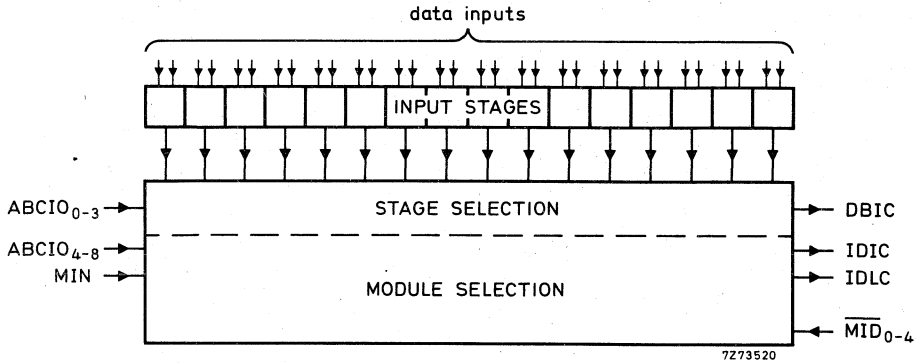 data inputs
INPUT STAGES
ABCIO0-3
STAGE SELECTION
DBIC
ABCIO4-8
IDIC
MIN
IDLC
MODULE SELECTION
MID0-4
7Z73520